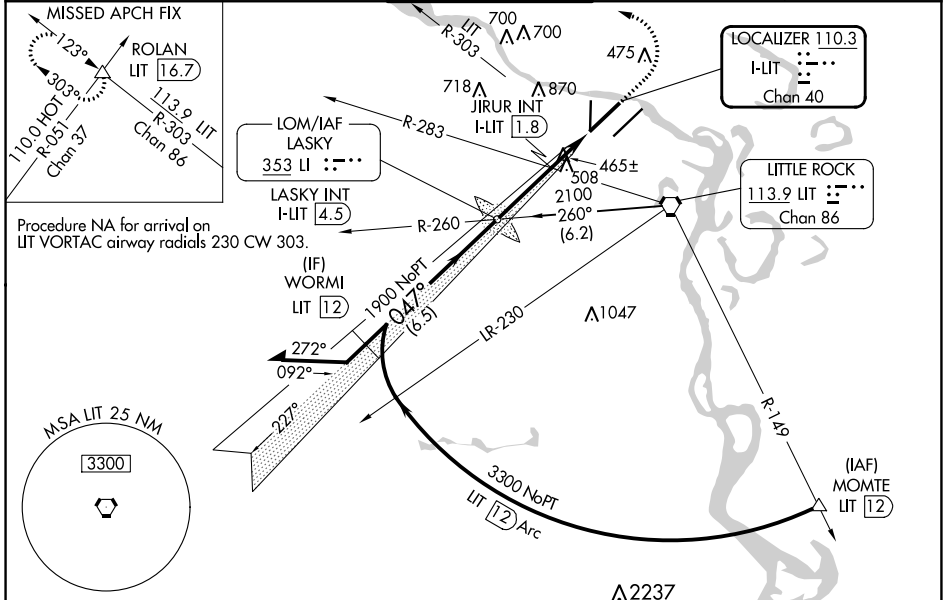 MISSED APCH FIX
123°
303°
ROLAN
LIT 16.7
110.0 HOT
R-051
Chan 37
113.9 LIT
R-303
Chan 86
Procedure NA for arrival on
LIT VORTAC airway radials 230 CW 303.
LIT
R-303
700
700
475
718
870
JIRUR INT
I-LIT 1.8
LOCALIZER 110.3
I-LIT
Chan 40
R-283
LOM/IAF
LASKY
353 LI
LASKY INT
I-LIT 4.5
R-260
465±
508
2100
260°
(6.2)
LITTLE ROCK
113.9 LIT
Chan 86
(IF)
WORMI
LIT 12
1900 NoPT
047°
(6.5)
1047
LR-230
272°
092°
227°
R-149
MSA LIT 25 NM
3300
3300 NoPT
LIT 12 Arc
(IAF)
MOMTE
LIT 12
2237